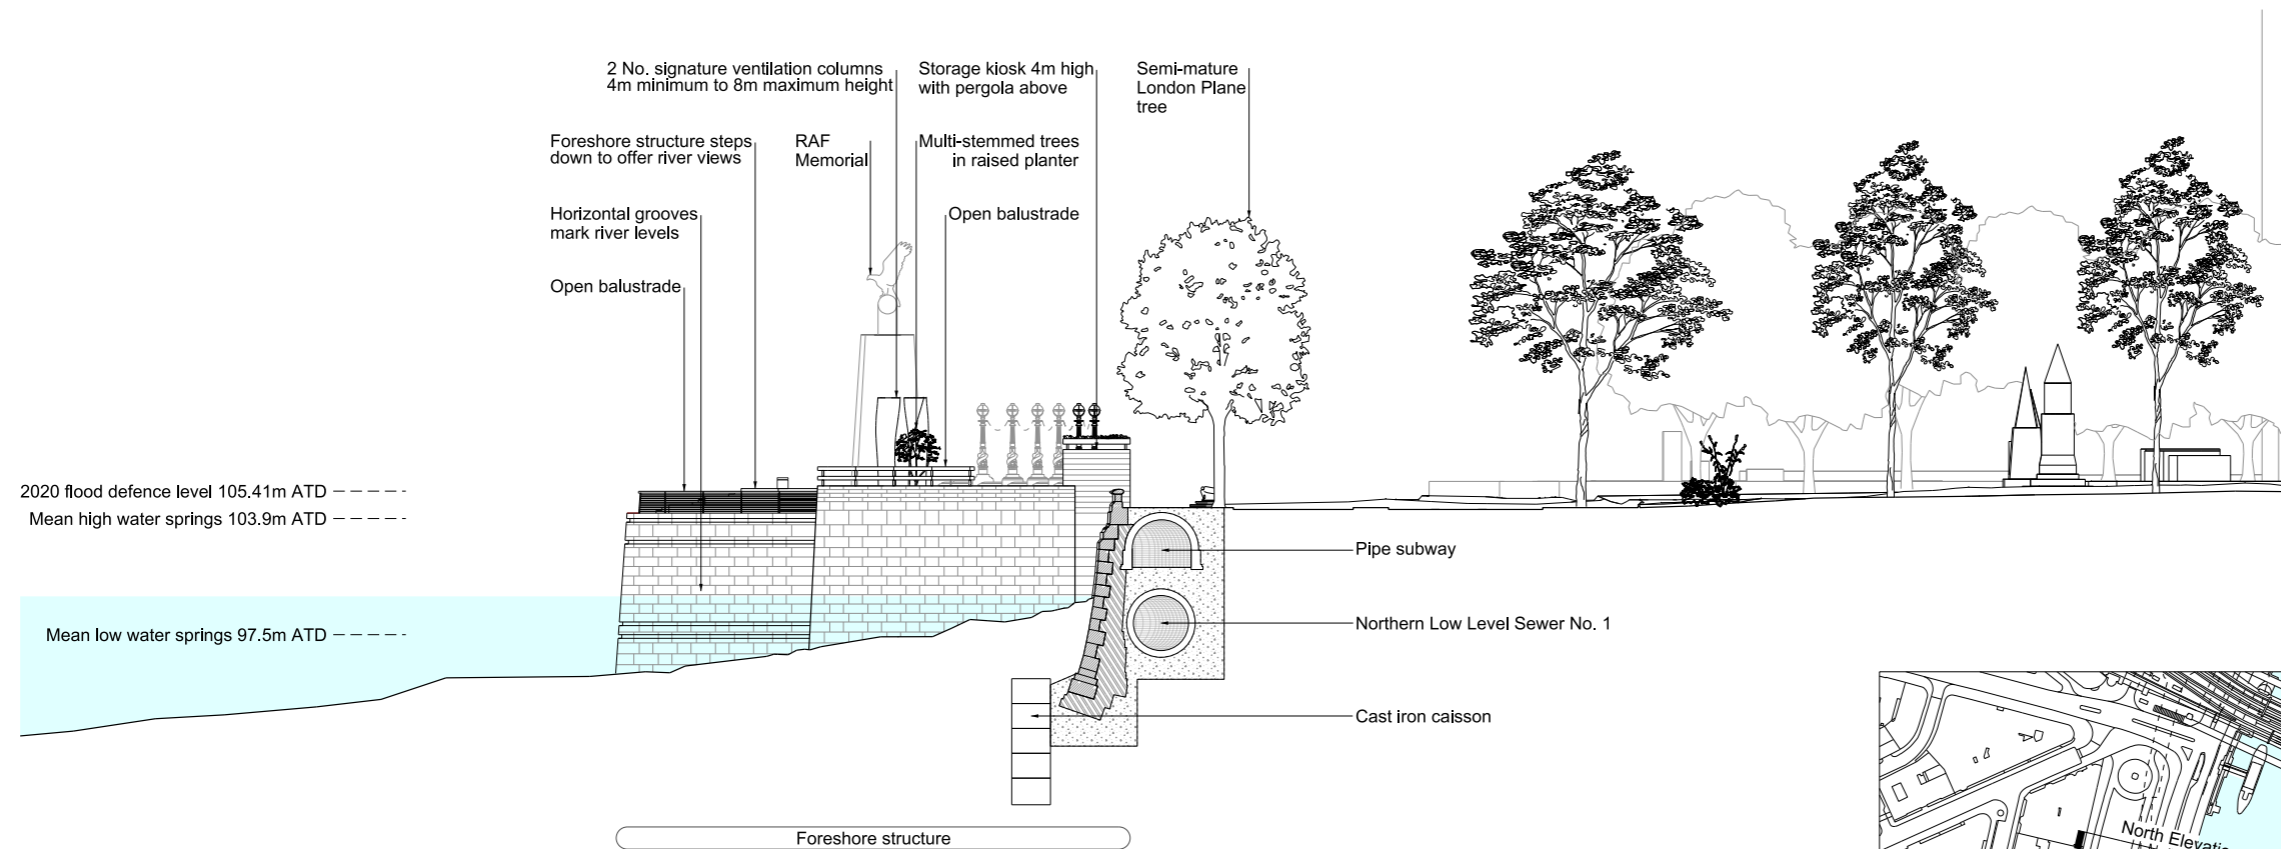 2 No. signature ventilation columns
4m minimum to 8m maximum height
Storage kiosk 4m high
with pergola above
Semi-mature
London Plane
tree
Foreshore structure steps
down to offer river views
RAF
Memorial
Multi-stemmed trees
in raised planter
Horizontal grooves
mark river levels
Open balustrade
Open balustrade
2020 flood defence level 105.41m ATD
Mean high water springs 103.9m ATD
Pipe subway
Mean low water springs 97.5m ATD
Northern Low Level Sewer No. 1
Cast iron caisson
Foreshore structure
North Elevatio